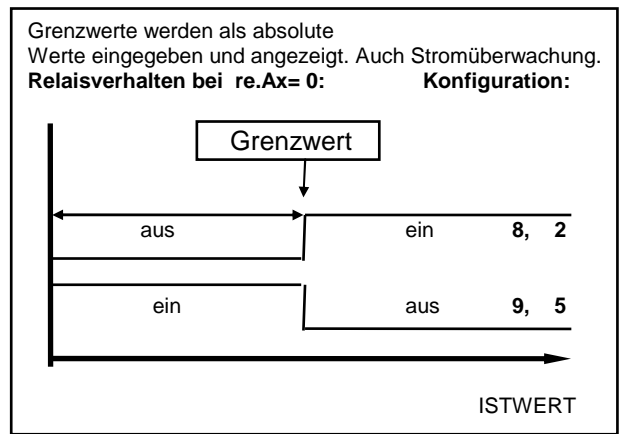 Grenzwerte werden als absolute
Werte eingegeben und angezeigt. Auch Stromüberwachung.
Relaisverhalten bei re.Ax= 0: Konfiguration:
Grenzwert
aus ein 8, 2
ein aus 9, 5
ISTWERT